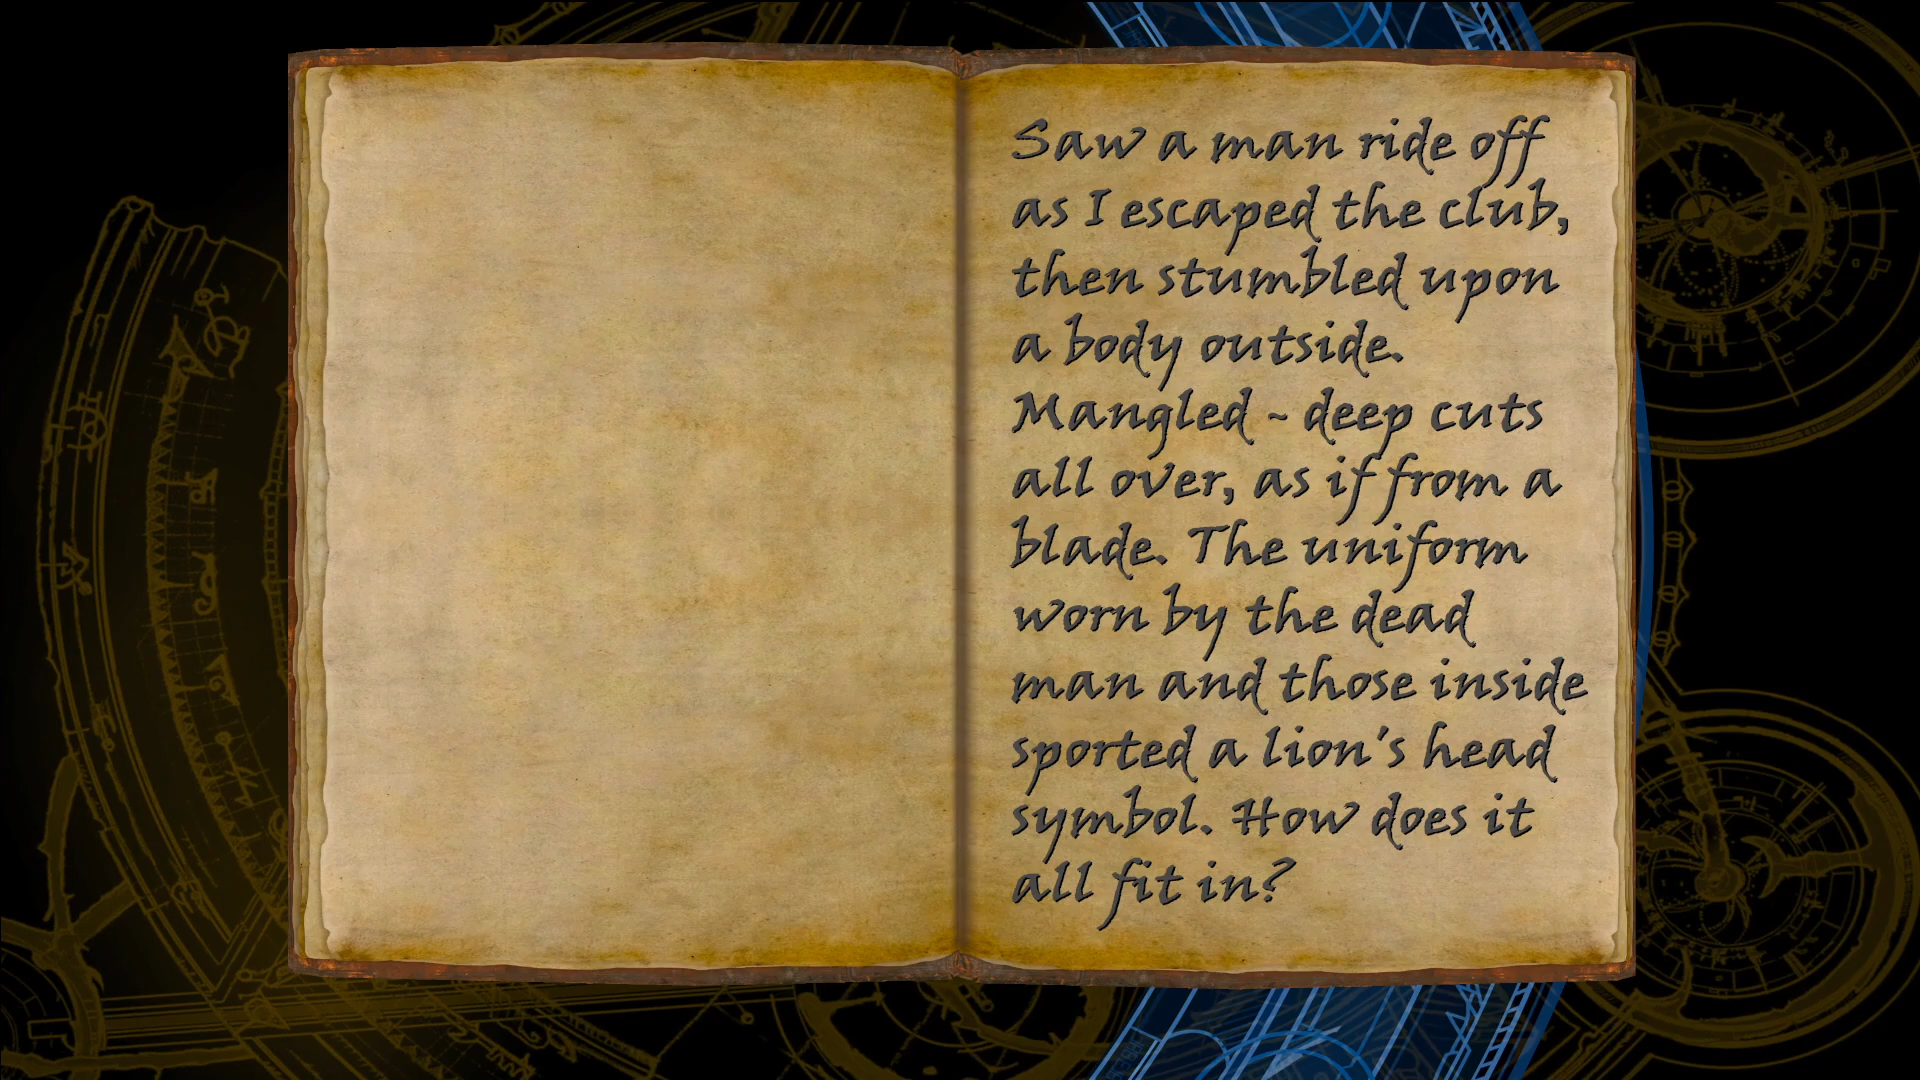 Saw a man ride off
as I escaped the club,
then stumbled upon
a body outside.
Mangled ~ deep cuts
all over, as if from a
blade. The uniform
worn by the dead
man and those inside
sported a lion's head
symbol. How does it
all fit in?